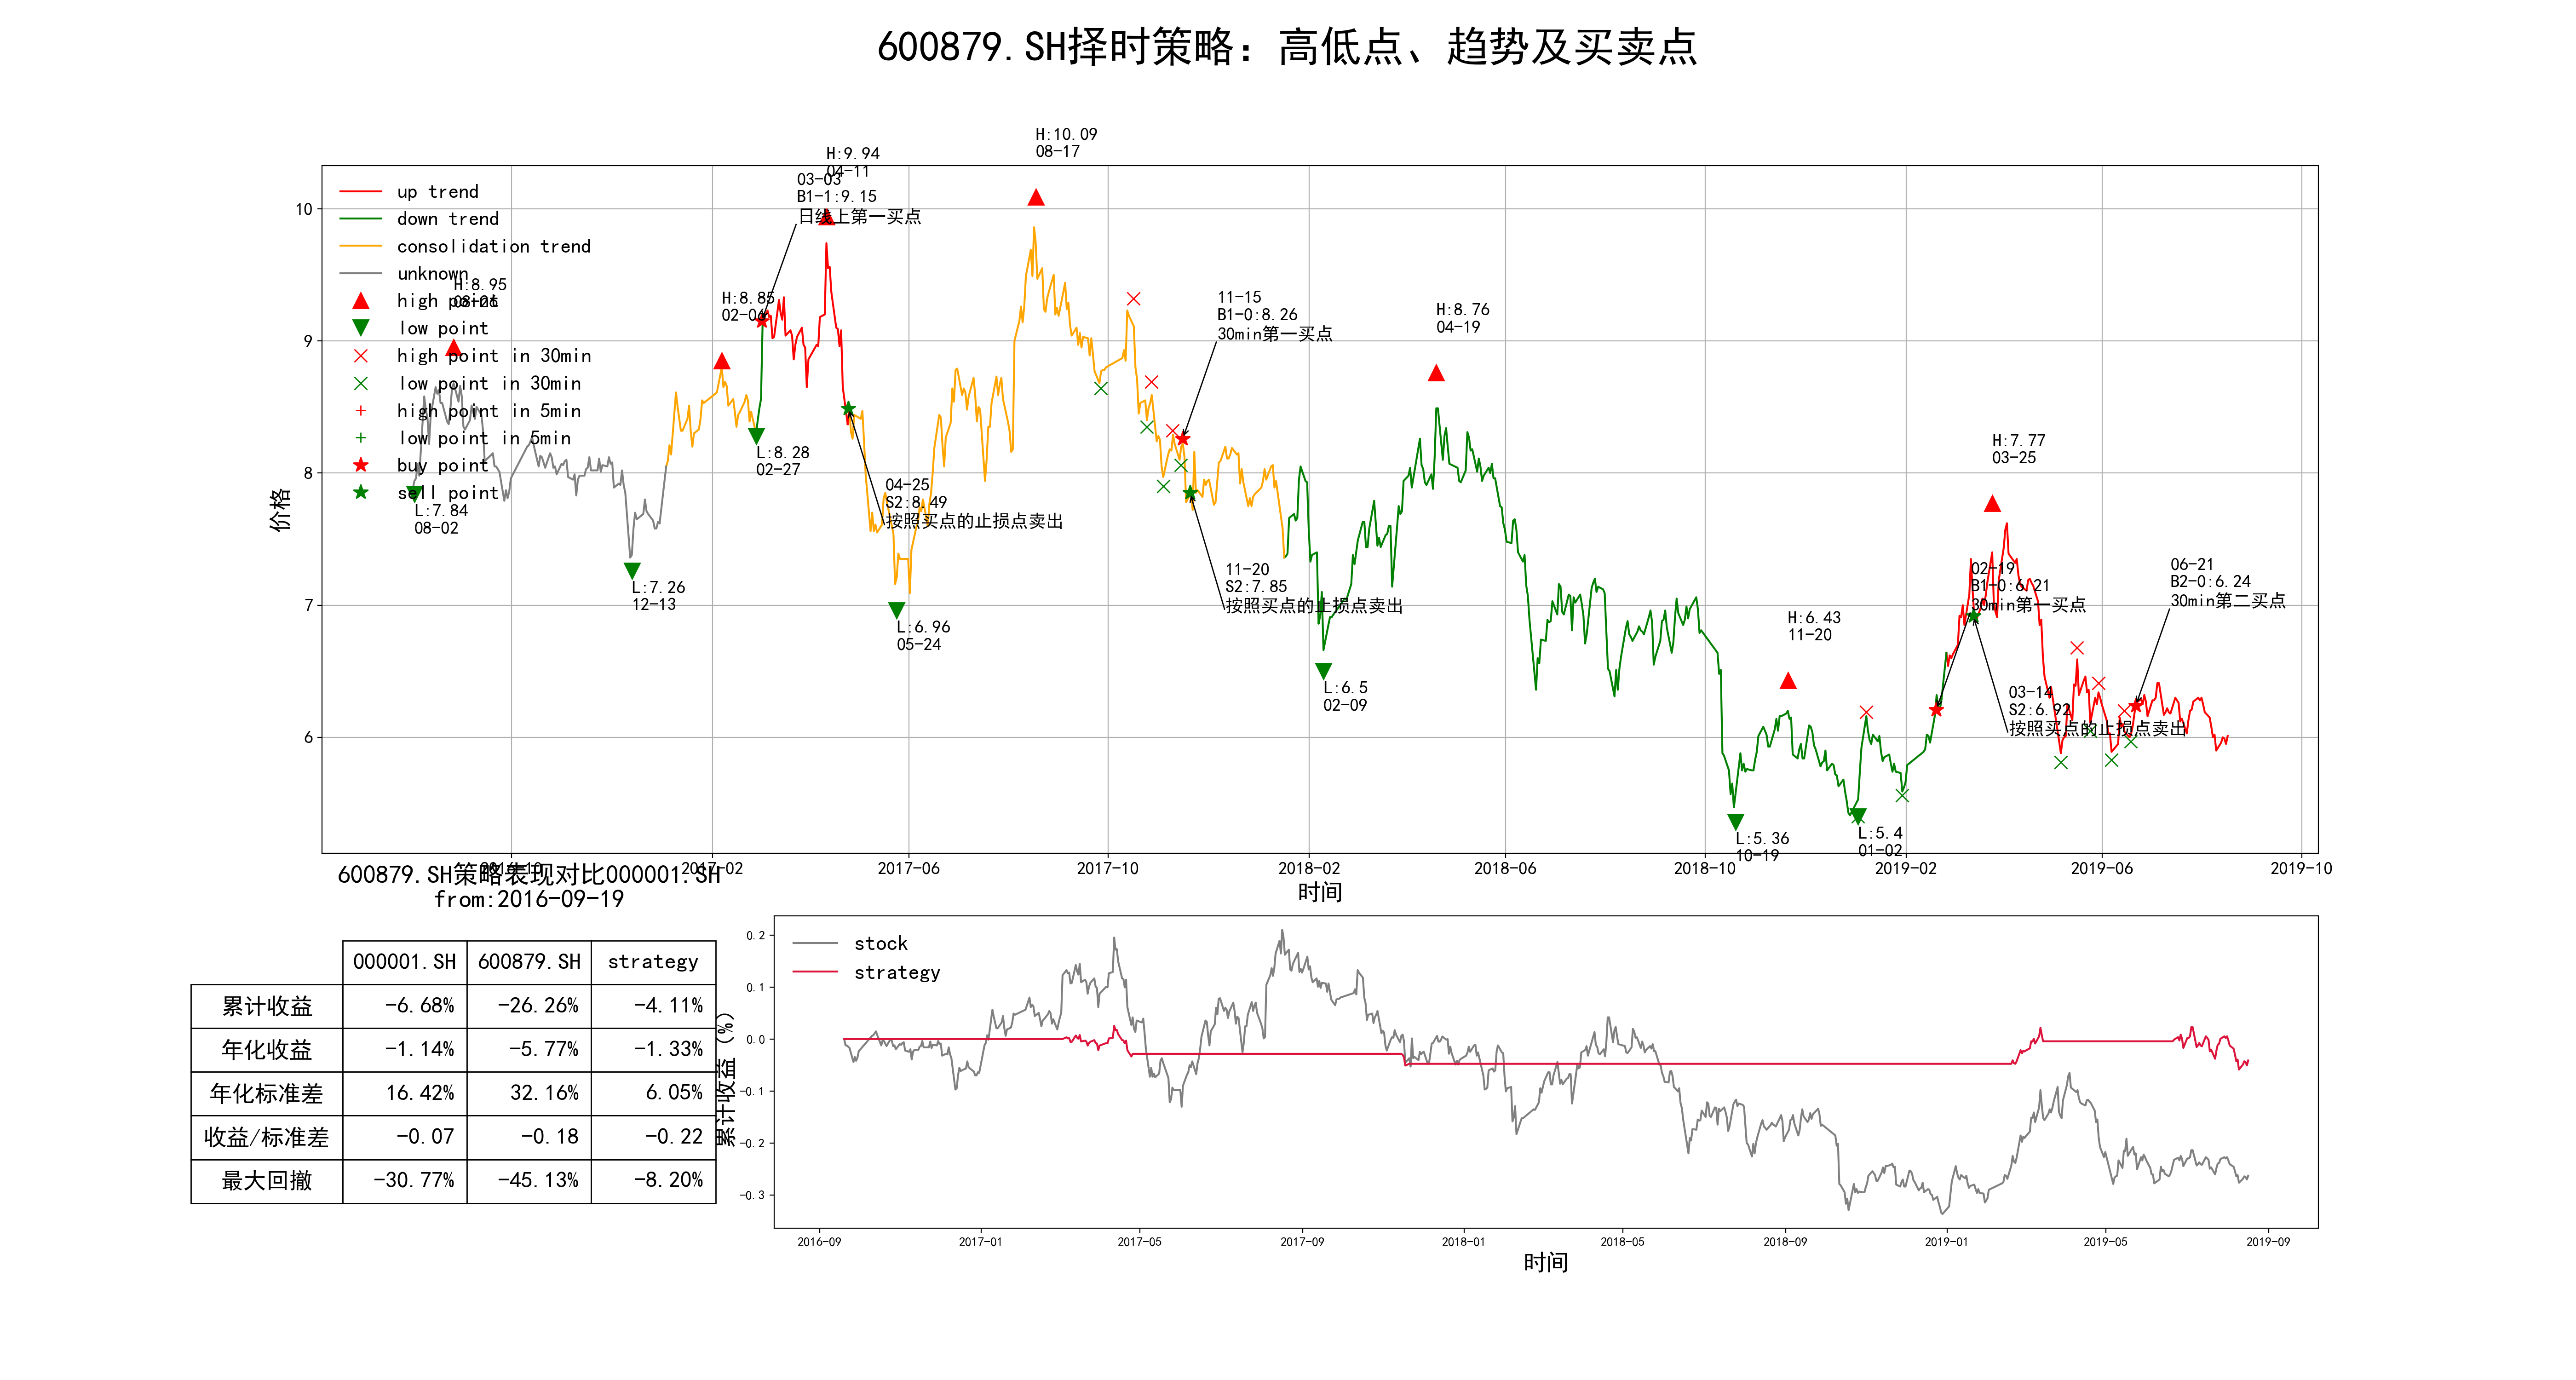 600879.SH择时策略：高低点、趋势及买卖点
H:10.09
08-17
H:9.94
04-11
03-03
B1-1:9.15
日线上第一买点
up trend
down trend
consolidation trend
unknown
high point
low point
high point in 30min
low point in 30min
high point in 5min
low point in 5min
buy point
sell point
H:8.95
L:7.84
08-02
L:7.26
12-13
H:8.85
02-06
L:8.28
02-27
04-25
S2:8.49
按照买点的止损点卖出
L:6.96
05-24
11-15
B1-0:8.26
30min第一买点
11-20
S2:7.85
按照买点的止损点卖出
L:6.5
02-09
H:8.76
04-19
H:6.43
11-20
L:5.36
10-19
L:5.4
01-02
H:7.77
03-25
02-19
B1-0:6.21
30min第一买点
03-14
S2:6.92
按照买点的止损点卖出
06-21
B2-0:6.24
30min第二买点
10
9
8
7
6
价格
2016-10
2017-02
2017-06
2017-10
2018-02
2018-06
2018-10
2019-02
2019-06
2019-10
时间
600879.SH策略表现对比000001.SH
from:2016-09-19
000001.SH 600879.SH strategy
累计收益 -6.68% -26.26% -4.11%
年化收益 -1.14% -5.77% -1.33%
年化标准差 16.42% 32.16% 6.05%
收益/标准差 -0.07 -0.18 -0.22
最大回撤 -30.77% -45.13% -8.20%
stock
strategy
0.2
0.1
0.0
-0.1
-0.2
-0.3
累计收益（%）
2016-09
2017-01
2017-05
2017-09
2018-01
2018-05
2018-09
2019-01
2019-05
2019-09
时间